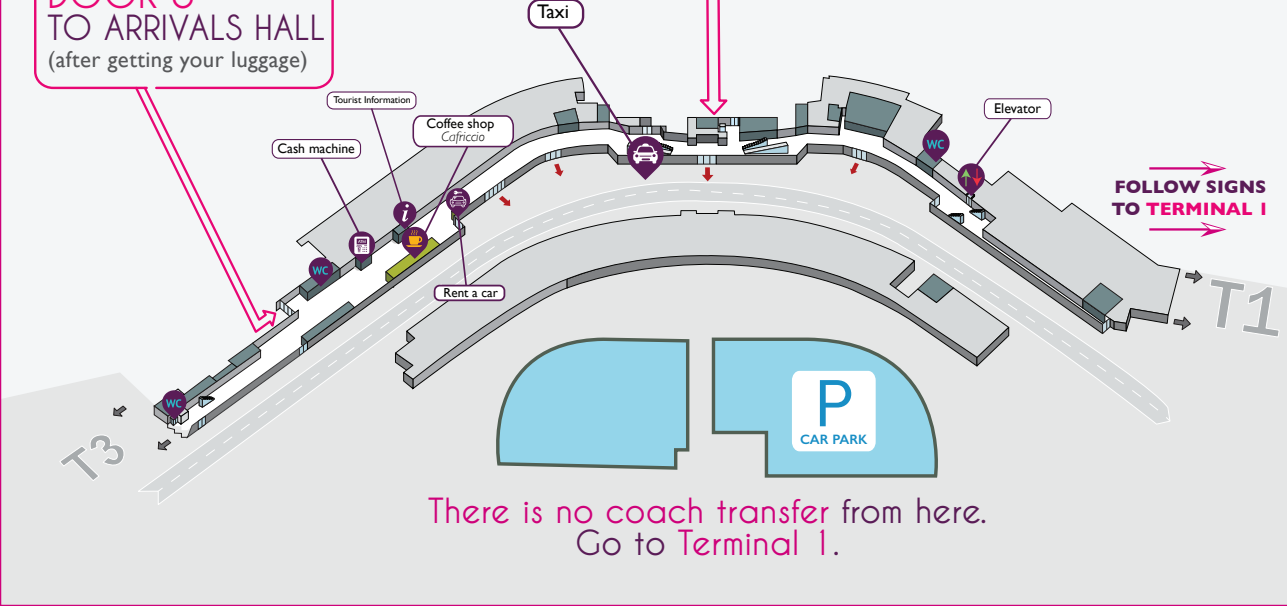 TO ARRIVALS HALL
(after getting your luggage)
Taxi
Tourist Information
Coffee shop
Cafriccio
Cash machine
Elevator
WC
i
WC
WC
Rent a car
FOLLOW SIGNS
TO TERMINAL 1
T1
T3
P
CAR PARK
There is no coach transfer from here.
Go to Terminal 1.